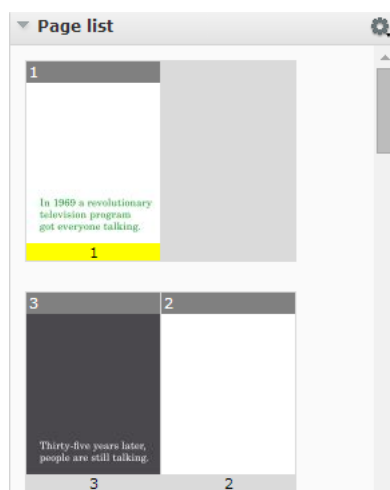 Page list
1
In 1969 a revolutionary
television program
got everyone talking.
1
3 2
Thirty-five years later,
people are still talking.
3 2